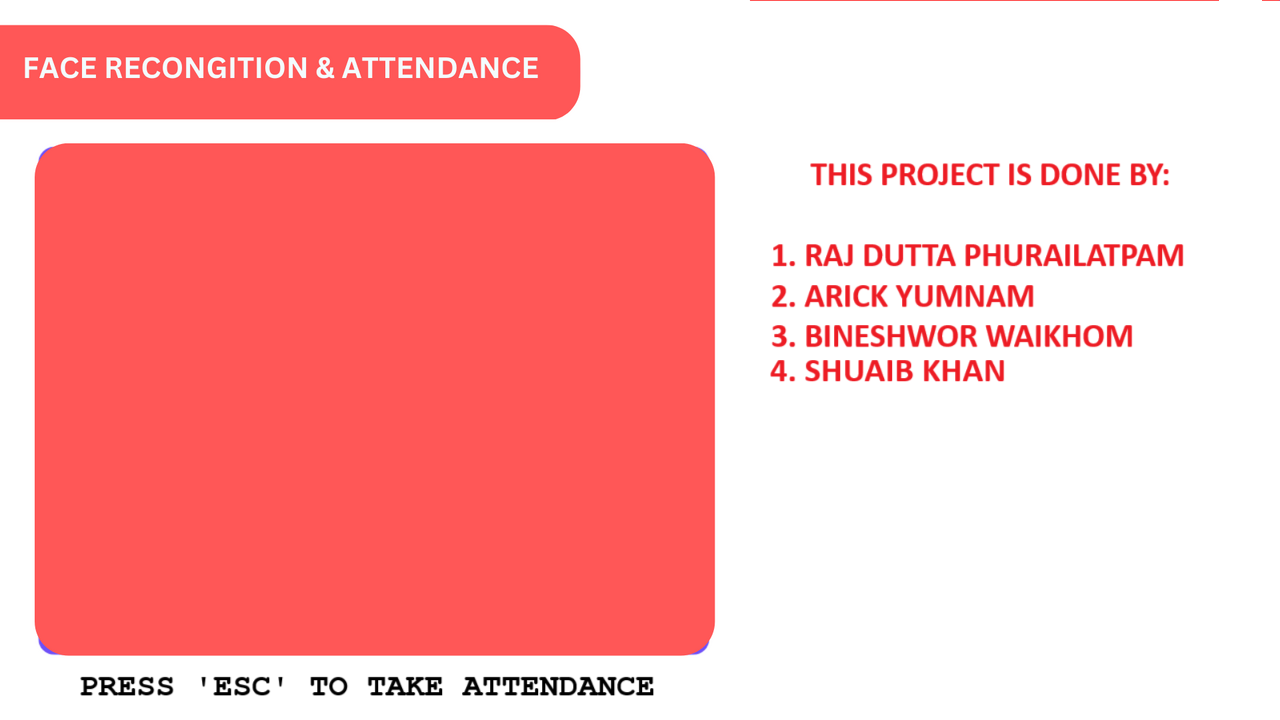 FACE RECONGITION & ATTENDANCE
THIS PROJECT IS DONE BY:
1. RAJ DUTTA PHURAILATPAM
2. ARICK YUMNAM
3. BINESHWOR WAIKHOM
4. SHUAIB KHAN
PRESS 'ESC' TO TAKE ATTENDANCE